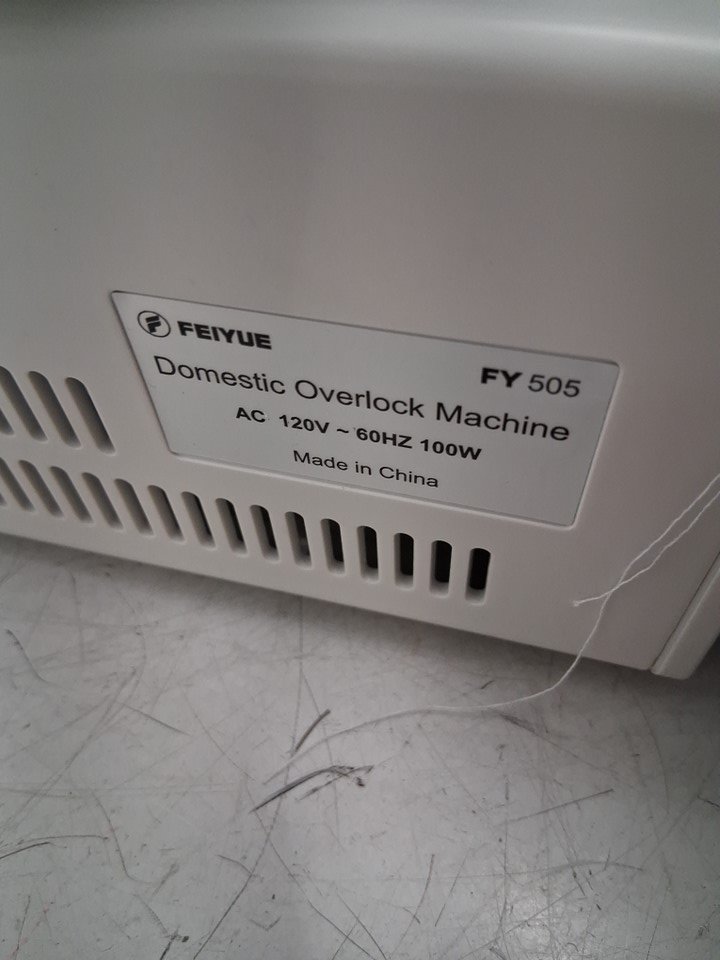 FEIYUE
FY 505
Domestic Overlock Machine
AC 120V ~ 60HZ 100W
Made in China